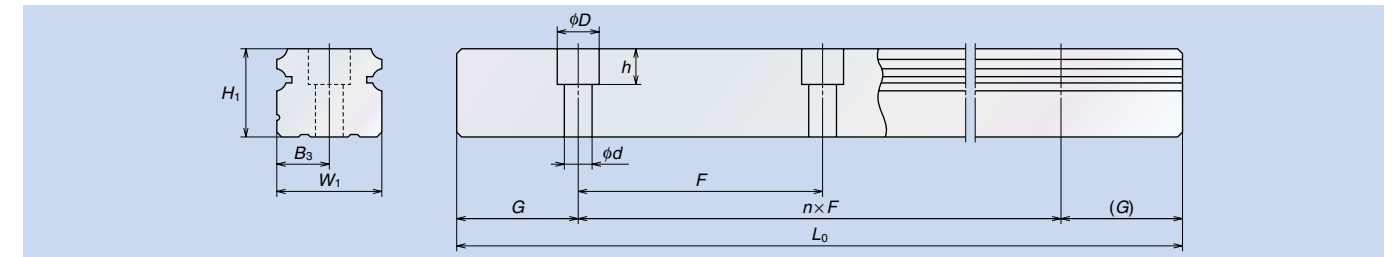 ϕD
h
H₁
B₃
ϕd
W₁
F
G
n×F
(G)
L₀